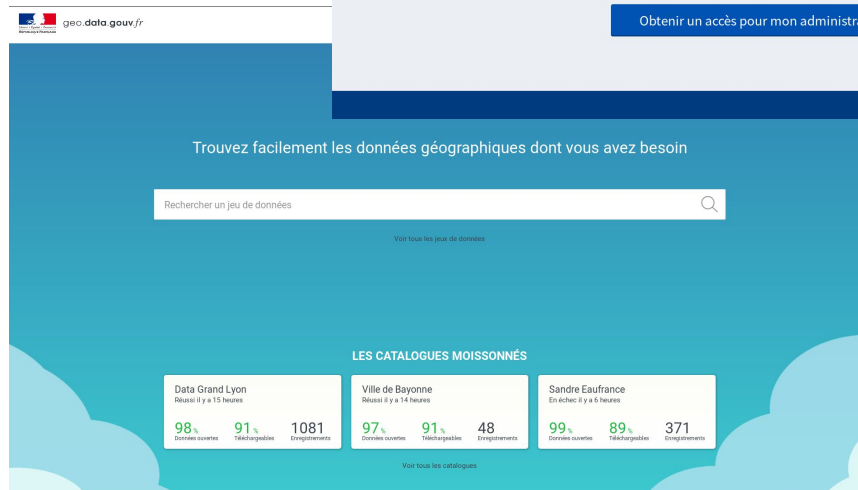 geo.data.gouv.fr
Obtenir un accès pour mon administra
Trouvez facilement les données géographiques dont vous avez besoin
Rechercher un jeu de données
Voir tous les jeux de données
LES CATALOGUES MOISSONNÉS
Data Grand Lyon
Réussi il y a 15 heures
98 % 91 % 1081
Données ouvertes Téléchargeables Enregistrements
Ville de Bayonne
Réussi il y a 14 heures
97 % 91 % 48
Données ouvertes Téléchargeables Enregistrements
Sandre Eaufrance
En échec il y a 6 heures
99 % 89 % 371
Données ouvertes Téléchargeables Enregistrements
Voir tous les catalogues